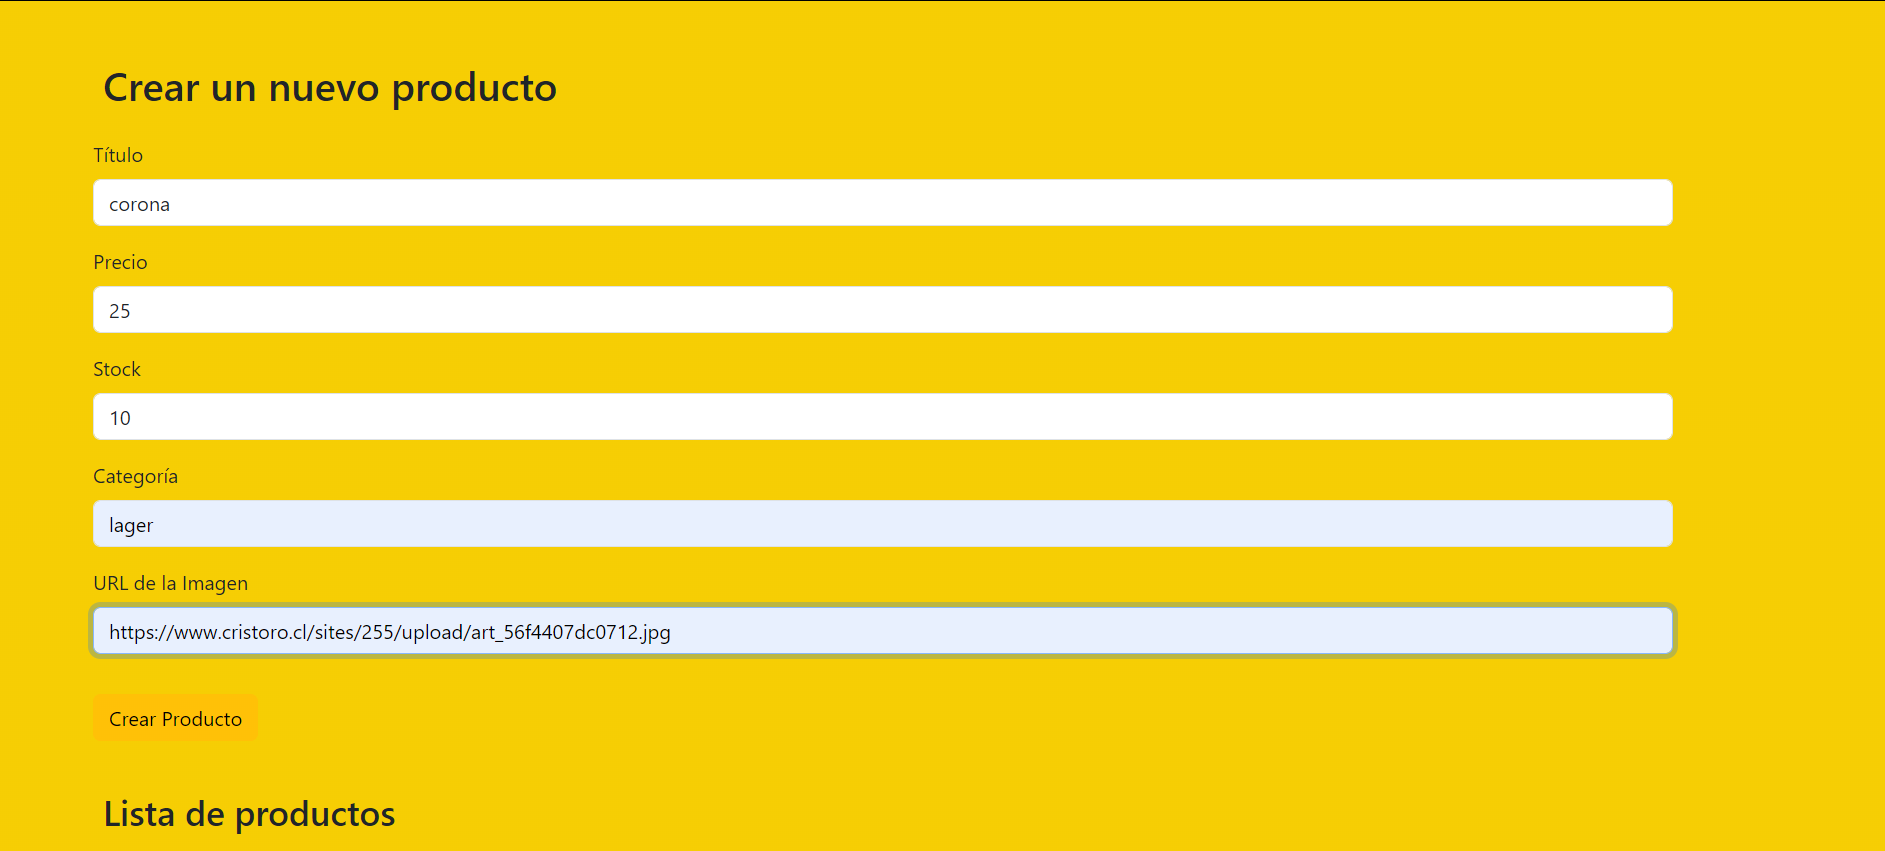 Crear un nuevo producto
Título
corona
Precio
25
Stock
10
Categoría
lager
URL de la Imagen
https://www.cristoro.cl/sites/255/upload/art_56f4407dc0712.jpg
Crear Producto
Lista de productos